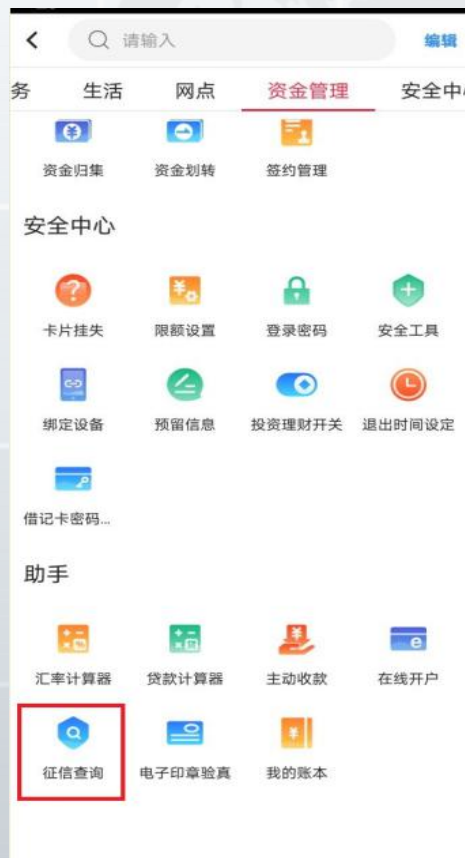 请输入
编辑
务 生活 网点 资金管理 安全中心
资金归集 资金划转 签约管理
安全中心
卡片挂失 限额设置 登录密码 安全工具
绑定设备 预留信息 投资理财开关 退出时间设定
借记卡密码...
助手
汇率计算器 贷款计算器 主动收款 在线开户
征信查询 电子印章验真 我的账本